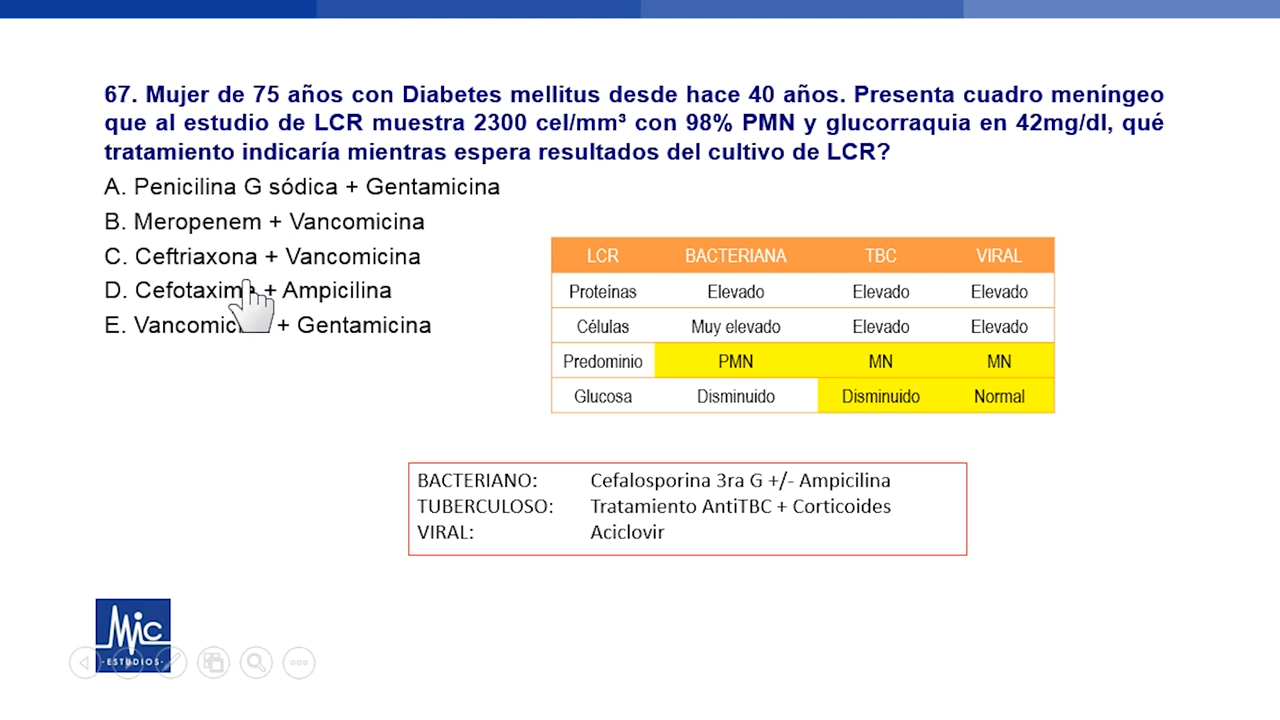 67. Mujer de 75 años con Diabetes mellitus desde hace 40 años. Presenta cuadro meníngeo
que al estudio de LCR muestra 2300 cel/mm³ con 98% PMN y glucorraquia en 42mg/dl, qué
tratamiento indicaría mientras espera resultados del cultivo de LCR?
A. Penicilina G sódica + Gentamicina
B. Meropenem + Vancomicina
C. Ceftriaxona + Vancomicina
D. Cefotaxima + Ampicilina
E. + Gentamicina
LCR BACTERIANA TBC VIRAL
Proteínas Elevado Elevado Elevado
Células Muy elevado Elevado Elevado
Predominio PMN MN MN
Glucosa Disminuido Disminuido Normal
BACTERIANO: Cefalosporina 3ra G +/- Ampicilina
TUBERCULOSO: Tratamiento AntiTBC + Corticoides
VIRAL: Aciclovir
Mic
-ESTUDIOS-